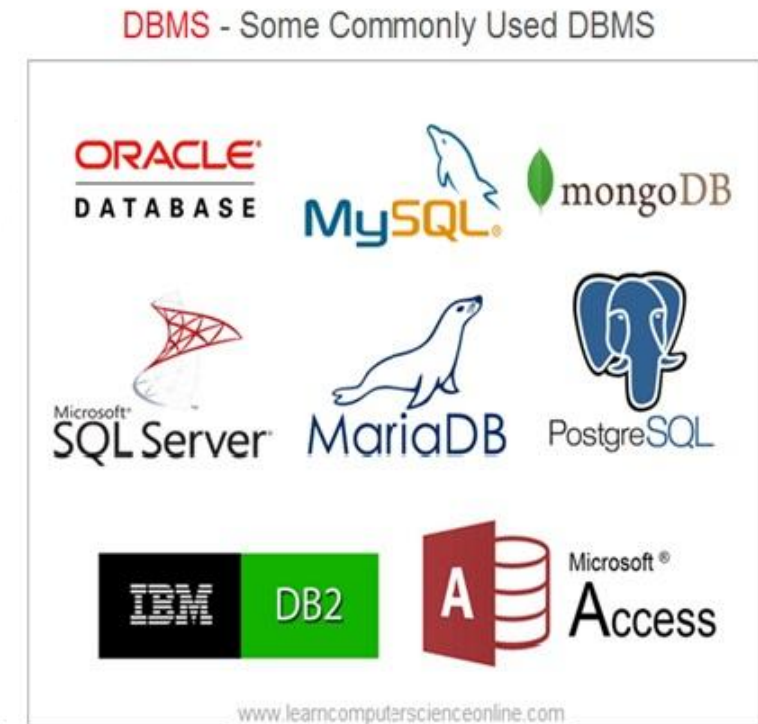 DBMS - Some Commonly Used DBMS
ORACLE®
DATABASE
MySQL®
mongoDB
Microsoft®
SQL Server®
MariaDB
PostgreSQL
IBM
DB2
A
Microsoft ®
Access
www.learncomputerscienceonline.com